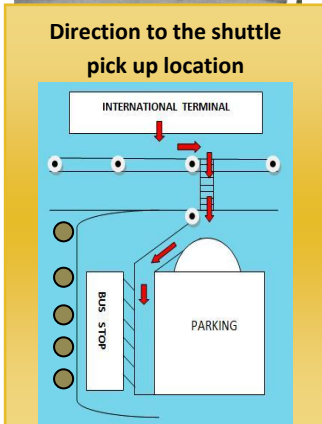 Direction to the shuttle
pick up location
INTERNATIONAL TERMINAL
BUS STOP
PARKING